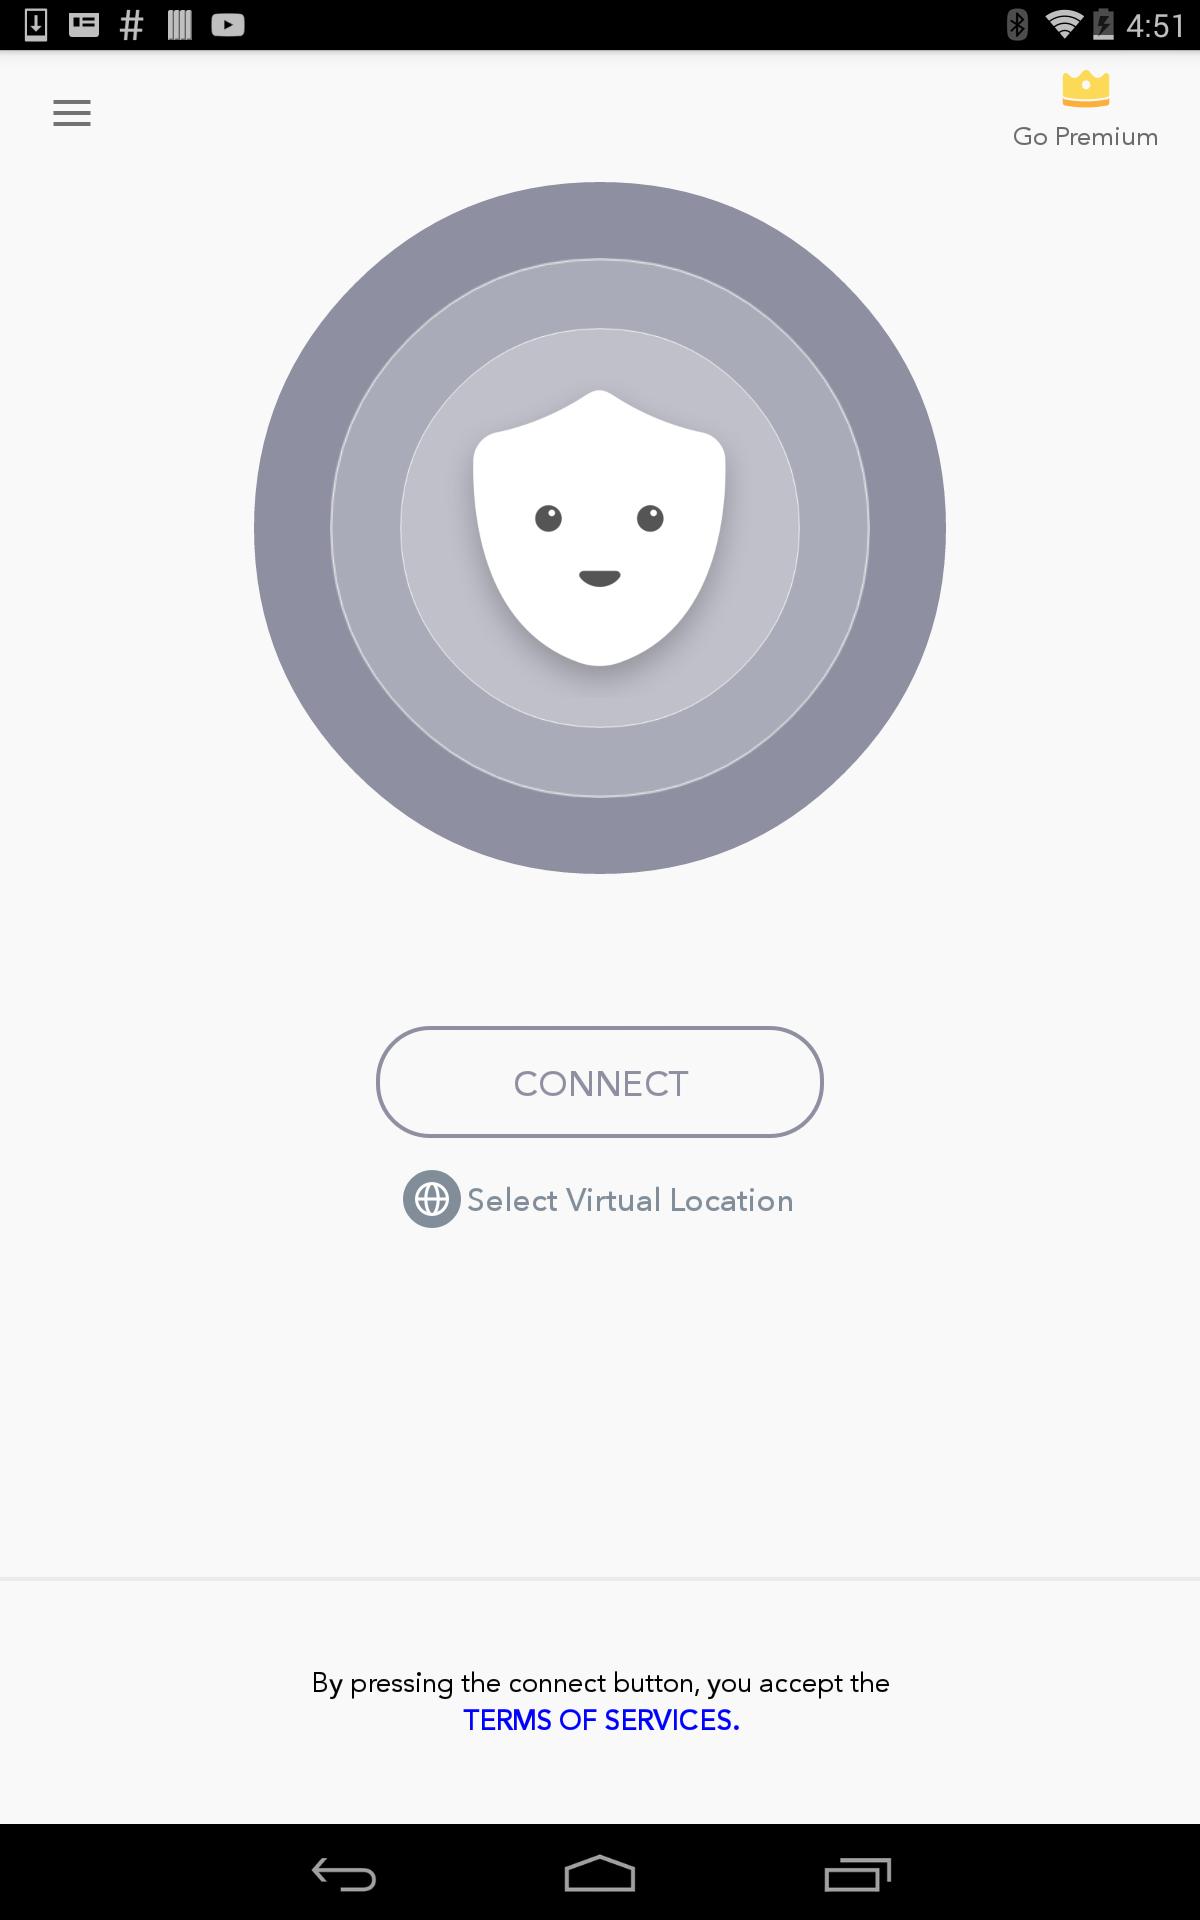 4:51
Go Premium
CONNECT
Select Virtual Location
By pressing the connect button, you accept the
TERMS OF SERVICES.